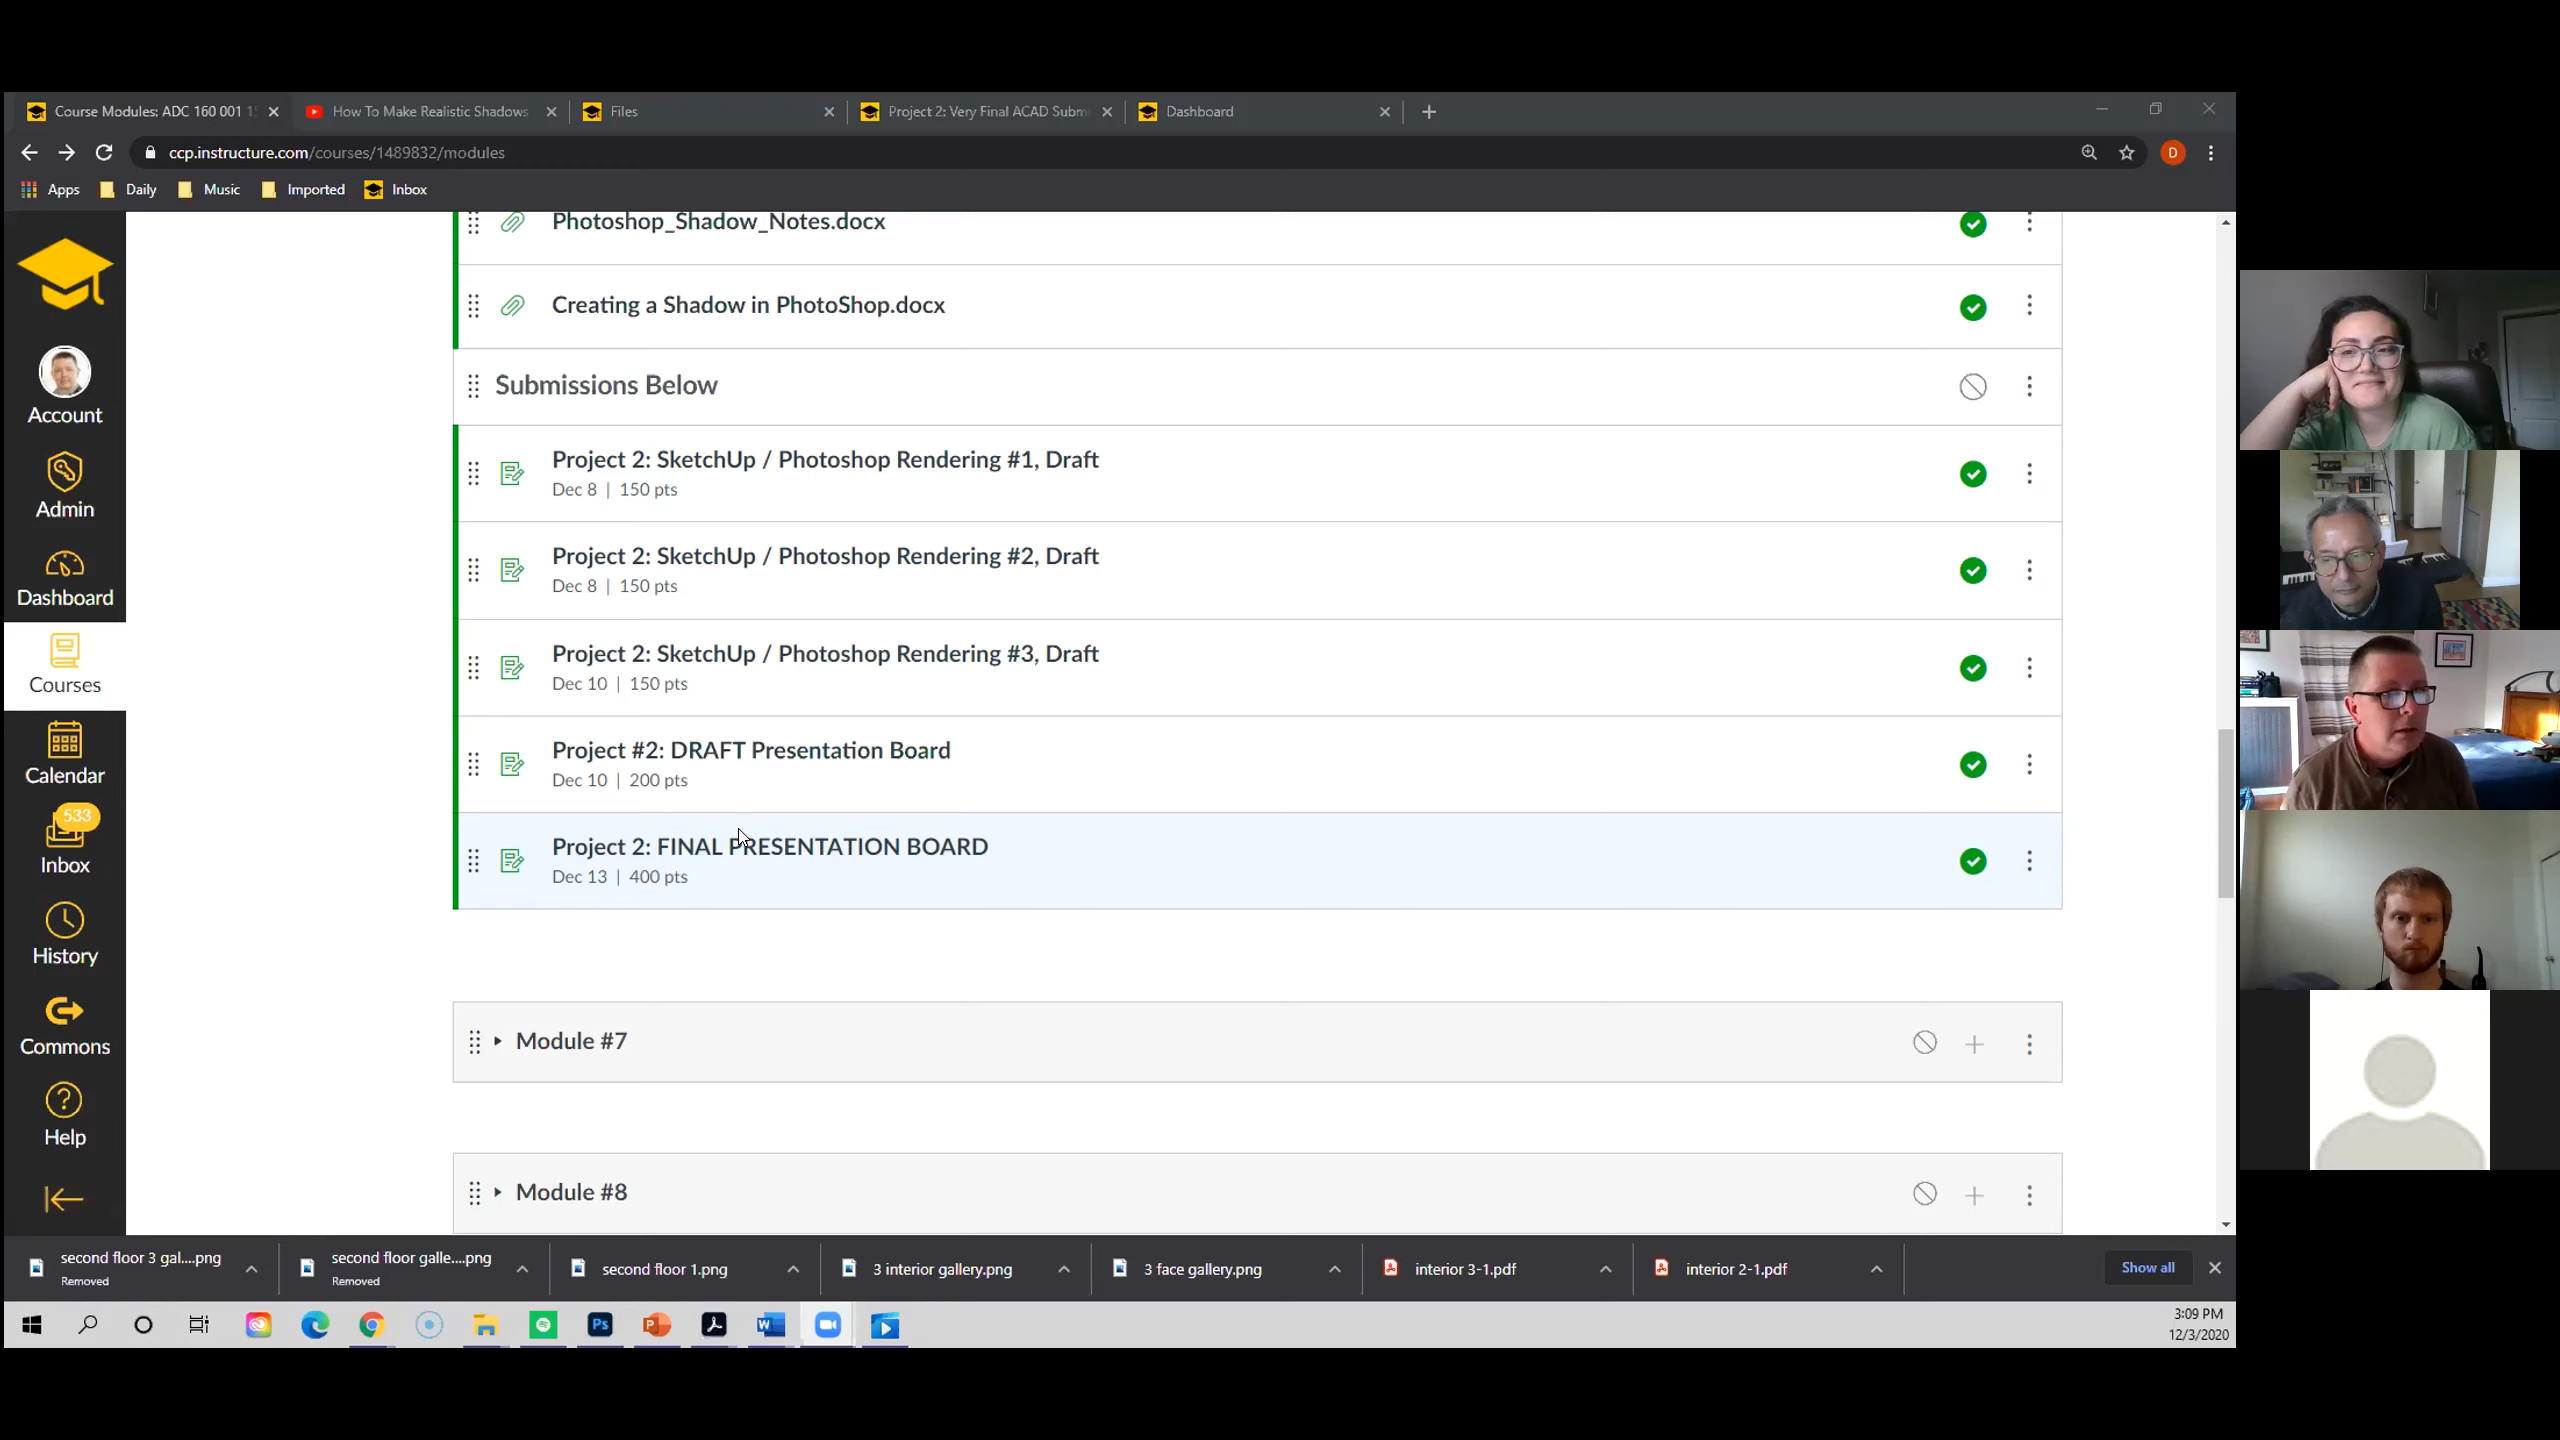 Course Modules: ADC 160 001 1
How To Make Realistic Shadows
Files
Project 2: Very Final ACAD Subm
Dashboard
ccp.instructure.com/courses/1489832/modules
D
Apps
Daily
Music
Imported
Inbox
Photoshop_Shadow_Notes.docx
Creating a Shadow in PhotoShop.docx
Submissions Below
Project 2: SketchUp / Photoshop Rendering #1, Draft
Dec 8 | 150 pts
Project 2: SketchUp / Photoshop Rendering #2, Draft
Dec 8 | 150 pts
Project 2: SketchUp / Photoshop Rendering #3, Draft
Dec 10 | 150 pts
Project #2: DRAFT Presentation Board
Dec 10 | 200 pts
Project 2: FINAL PRESENTATION BOARD
Dec 13 | 400 pts
Module #7
Module #8
Account
Admin
Dashboard
Courses
Calendar
533
Inbox
History
Commons
Help
second floor 3 gal....png
Removed
second floor galle....png
Removed
second floor 1.png
3 interior gallery.png
3 face gallery.png
interior 3-1.pdf
interior 2-1.pdf
Show all
Ps
P
W
3:09 PM
12/3/2020